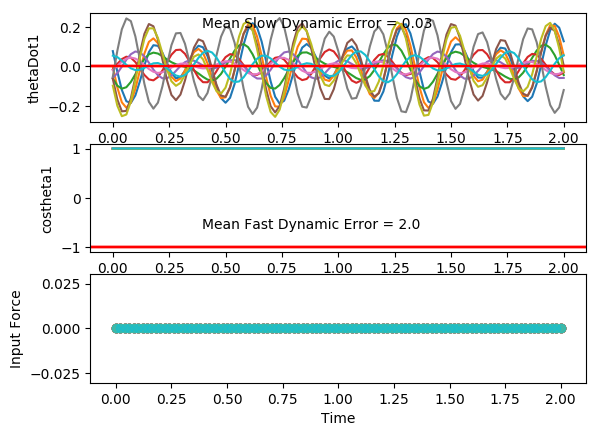 Mean Slow Dynamic Error = 0.03
thetaDot1
0.2
0.0
−0.2
0.00 0.25 0.50 0.75 1.00 1.25 1.50 1.75 2.00
costheta1
1
0
−1
Mean Fast Dynamic Error = 2.0
0.00 0.25 0.50 0.75 1.00 1.25 1.50 1.75 2.00
Input Force
0.025
0.000
−0.025
0.00 0.25 0.50 0.75 1.00 1.25 1.50 1.75 2.00
Time